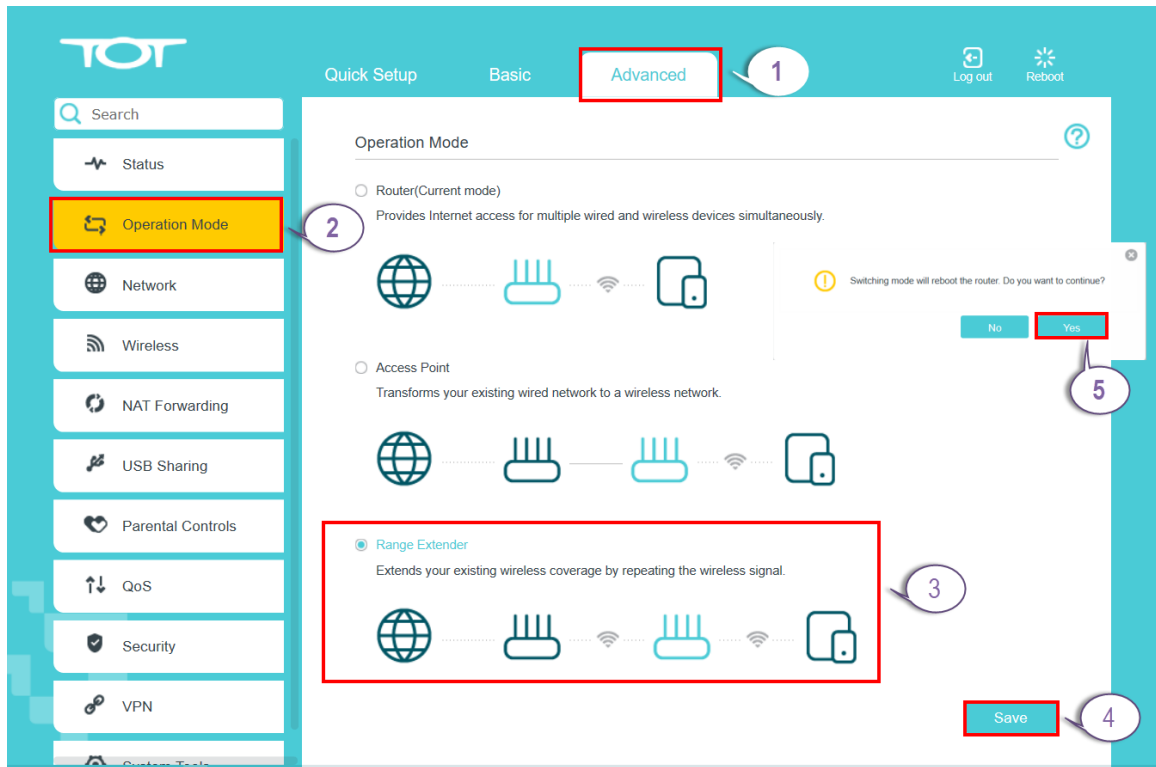 TOT
Quick Setup
Basic
Advanced
1
Log out
Reboot
Search
Status
Operation Mode
2
Network
Wireless
NAT Forwarding
USB Sharing
Parental Controls
QoS
Security
VPN
System Tools
Operation Mode
?
Router(Current mode)
Provides Internet access for multiple wired and wireless devices simultaneously.
Switching mode will reboot the router. Do you want to continue?
No
Yes
5
Access Point
Transforms your existing wired network to a wireless network.
Range Extender
Extends your existing wireless coverage by repeating the wireless signal.
3
Save
4